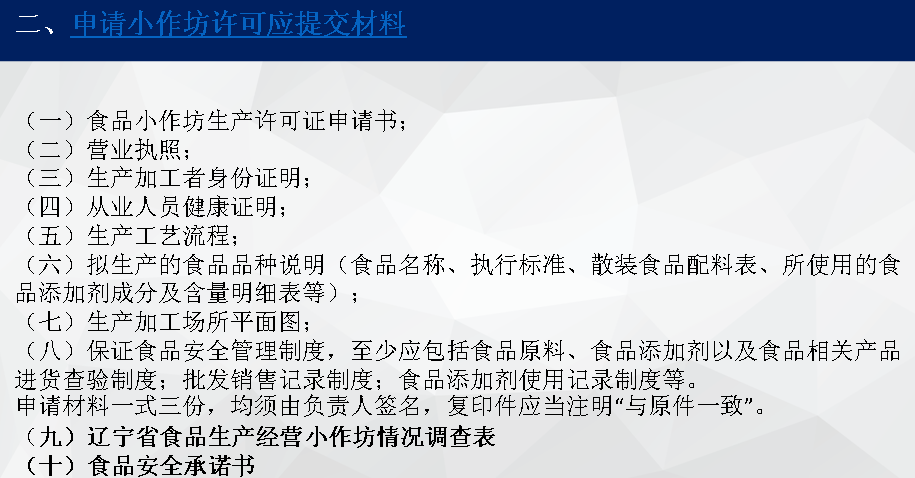 二、申请小作坊许可应提交材料
（一）食品小作坊生产许可证申请书；
（二）营业执照；
（三）生产加工者身份证明；
（四）从业人员健康证明；
（五）生产工艺流程；
（六）拟生产的食品品种说明（食品名称、执行标准、散装食品配料表、所使用的食
品添加剂成分及含量明细表等）；
（七）生产加工场所平面图；
（八）保证食品安全管理制度，至少应包括食品原料、食品添加剂以及食品相关产品
进货查验制度；批发销售记录制度；食品添加剂使用记录制度等。
申请材料一式三份，均须由负责人签名，复印件应当注明“与原件一致”。
（九）辽宁省食品生产经营小作坊情况调查表
（十）食品安全承诺书